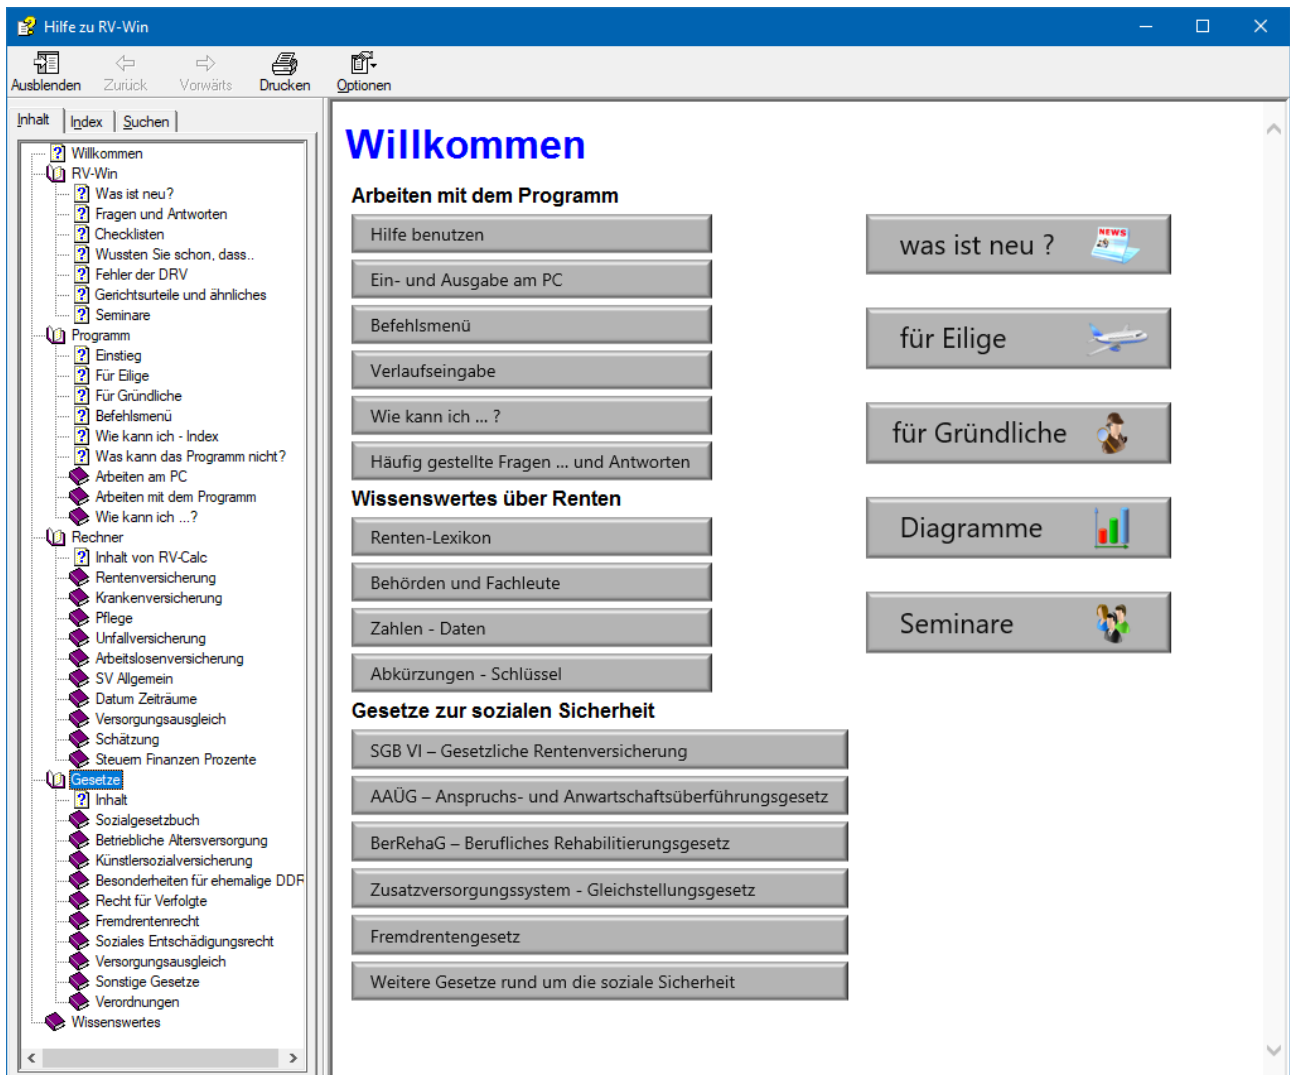 Hilfe zu RV-Win
Ausblenden Zurück Vorwärts Drucken Optionen
Inhalt Index Suchen
Willkommen
RV-Win
Was ist neu?
Fragen und Antworten
Checklisten
Wussten Sie schon, dass..
Fehler der DRV
Gerichtsurteile und ähnliches
Seminare
Programm
Einstieg
Für Eilige
Für Gründliche
Befehlsmenü
Wie kann ich - Index
Was kann das Programm nicht?
Arbeiten am PC
Arbeiten mit dem Programm
Wie kann ich ...?
Rechner
Inhalt von RV-Calc
Rentenversicherung
Krankenversicherung
Pflege
Unfallversicherung
Arbeitslosenversicherung
SV Allgemein
Datum Zeiträume
Versorgungsausgleich
Schätzung
Steuern Finanzen Prozente
Gesetze
Inhalt
Sozialgesetzbuch
Betriebliche Altersversorgung
Künstlersozialversicherung
Besonderheiten für ehemalige DDR
Recht für Verfolgte
Fremdrentenrecht
Soziales Entschädigungsrecht
Versorgungsausgleich
Sonstige Gesetze
Verordnungen
Wissenswertes
Willkommen
Arbeiten mit dem Programm
Hilfe benutzen
Ein- und Ausgabe am PC
Befehlsmenü
Verlaufseingabe
Wie kann ich ... ?
Häufig gestellte Fragen ... und Antworten
Wissenswertes über Renten
Renten-Lexikon
Behörden und Fachleute
Zahlen - Daten
Abkürzungen - Schlüssel
Gesetze zur sozialen Sicherheit
SGB VI – Gesetzliche Rentenversicherung
AAÜG – Anspruchs- und Anwartschaftsüberführungsgesetz
BerRehaG – Berufliches Rehabilitierungsgesetz
Zusatzversorgungssystem - Gleichstellungsgesetz
Fremdrentengesetz
Weitere Gesetze rund um die soziale Sicherheit
was ist neu ?
NEWS
für Eilige
für Gründliche
Diagramme
Seminare